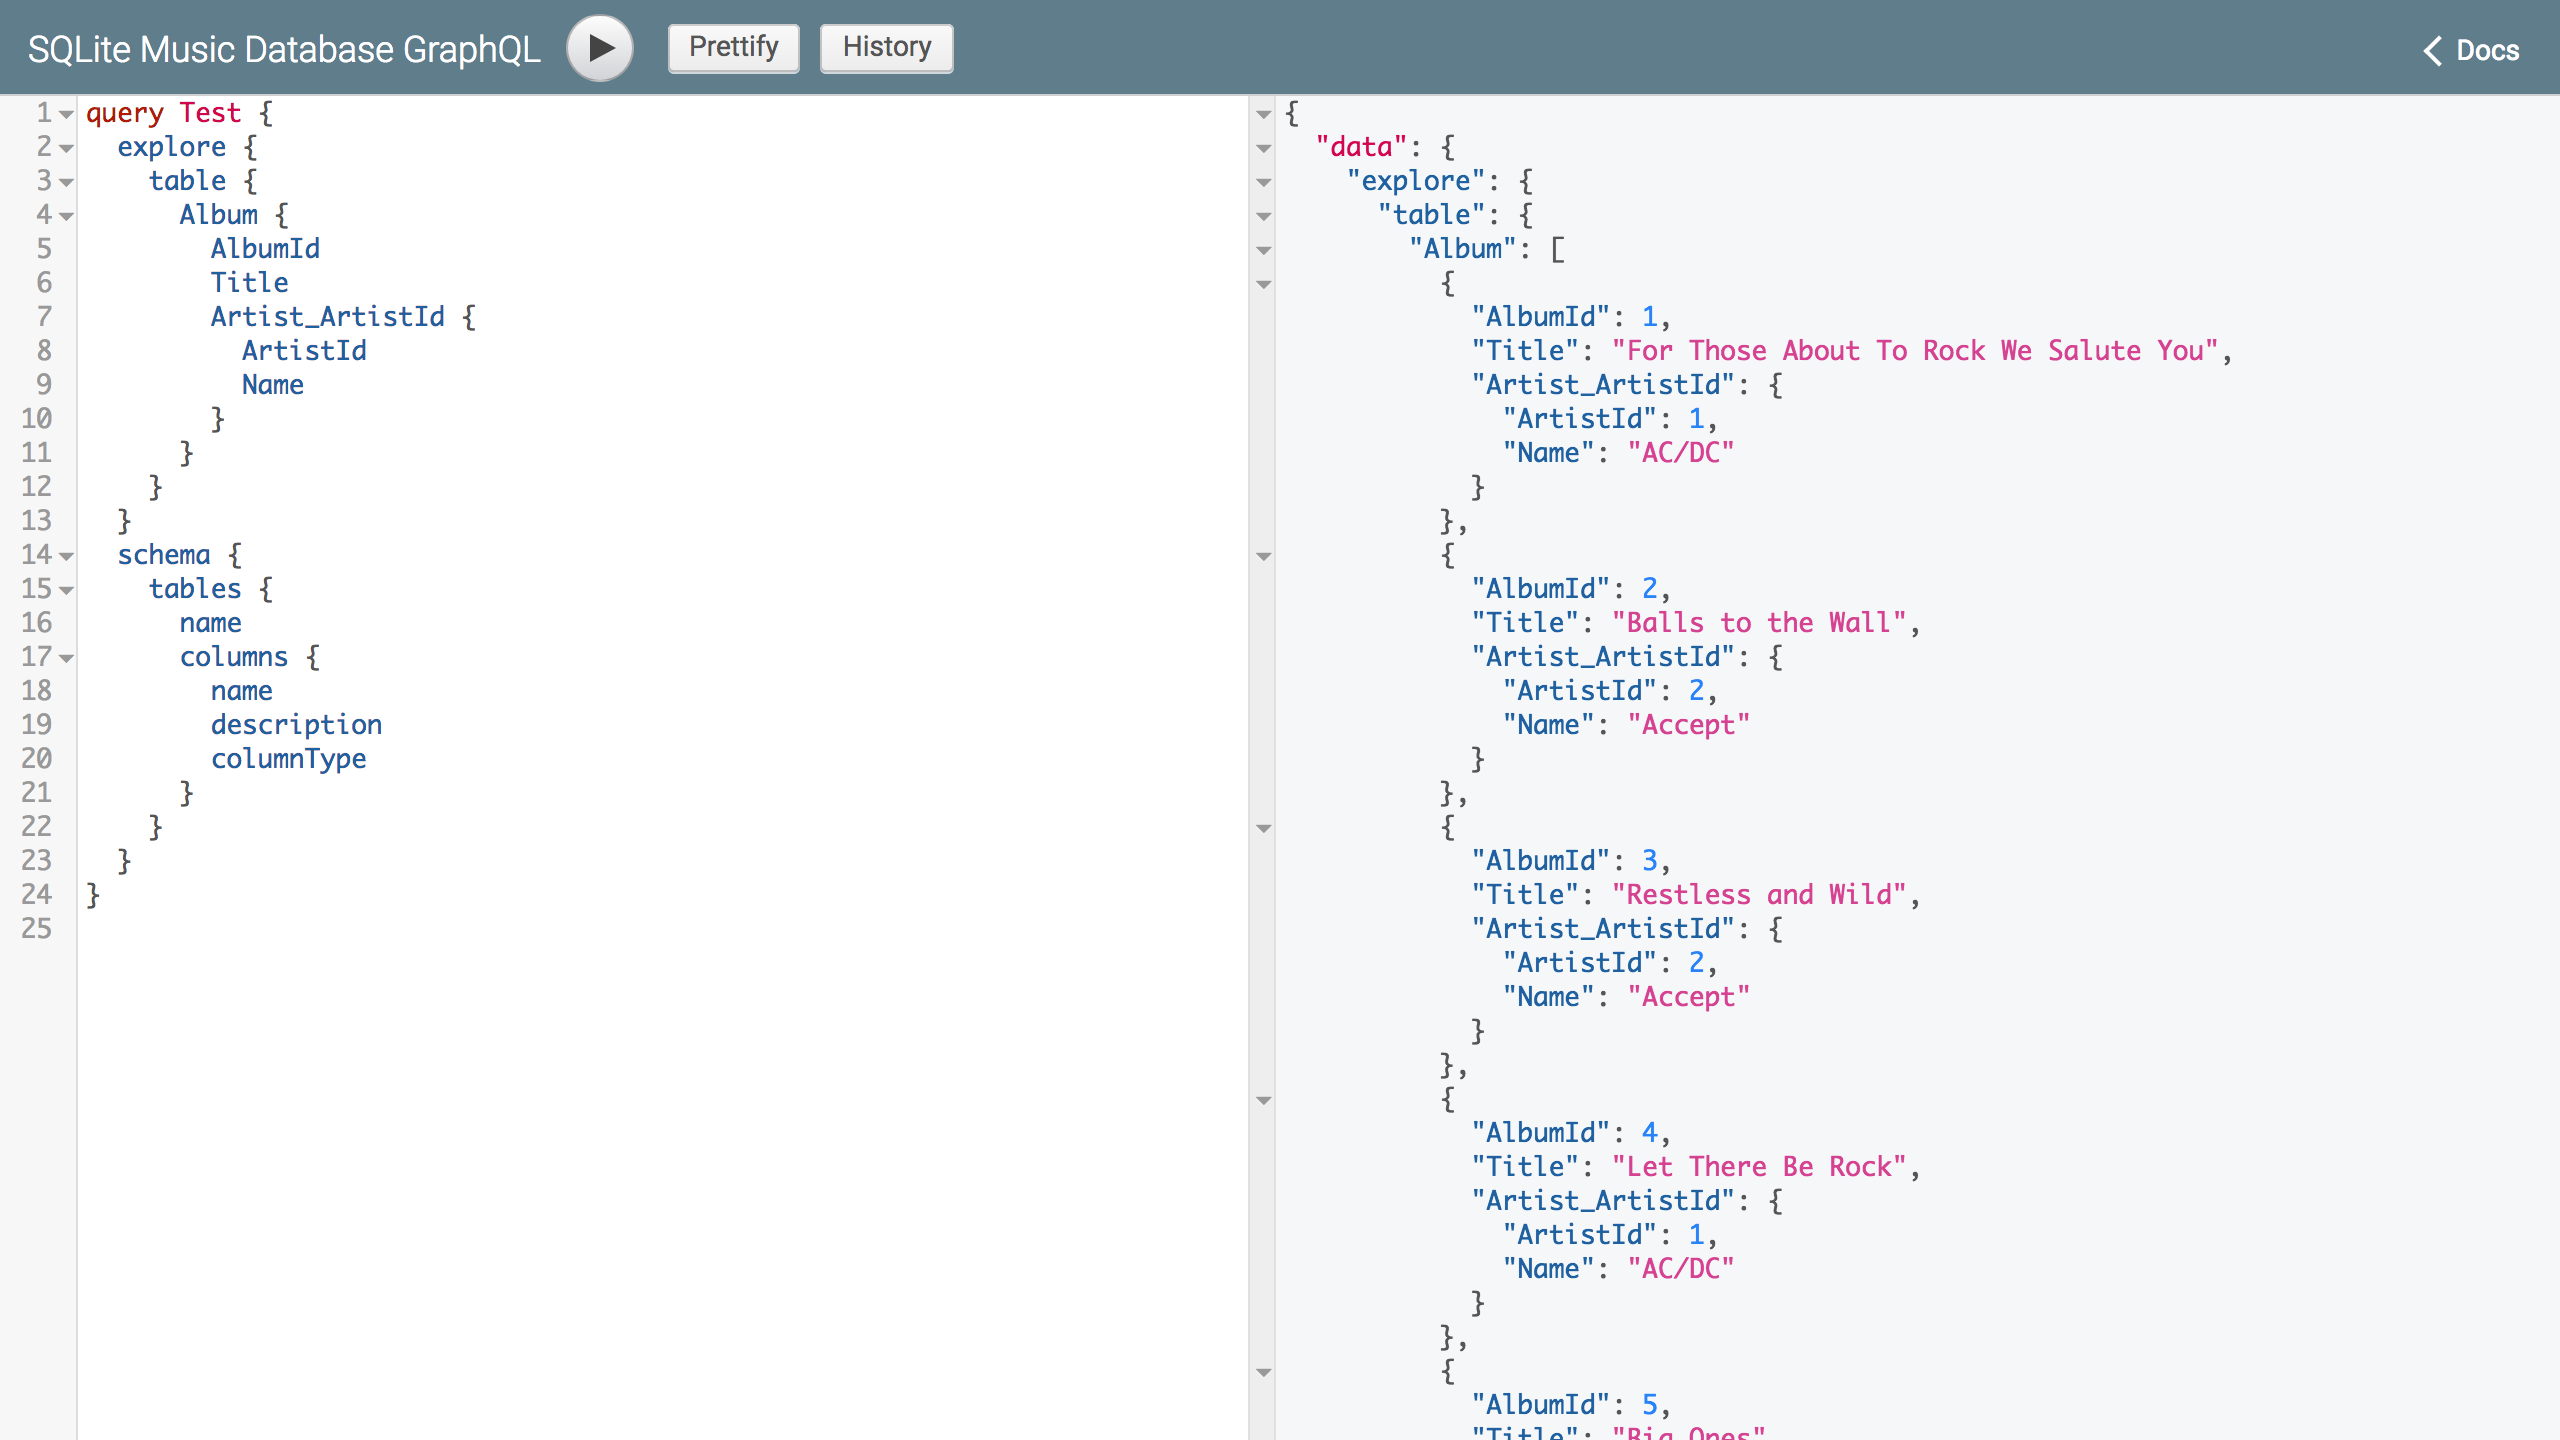 SQLite Music Database GraphQL
Prettify
History
Docs
1 query Test {
2 explore {
3 table {
4 Album {
5 AlbumId
6 Title
7 Artist_ArtistId {
8 ArtistId
9 Name
10 }
11 }
12 }
13 }
14 schema {
15 tables {
16 name
17 columns {
18 name
19 description
20 columnType
21 }
22 }
23 }
24 }
25
{
"data": {
"explore": {
"table": {
"Album": [
{
"AlbumId": 1,
"Title": "For Those About To Rock We Salute You",
"Artist_ArtistId": {
"ArtistId": 1,
"Name": "AC/DC"
}
},
{
"AlbumId": 2,
"Title": "Balls to the Wall",
"Artist_ArtistId": {
"ArtistId": 2,
"Name": "Accept"
}
},
{
"AlbumId": 3,
"Title": "Restless and Wild",
"Artist_ArtistId": {
"ArtistId": 2,
"Name": "Accept"
}
},
{
"AlbumId": 4,
"Title": "Let There Be Rock",
"Artist_ArtistId": {
"ArtistId": 1,
"Name": "AC/DC"
}
},
{
"AlbumId": 5,
"Title": "Big Ones"